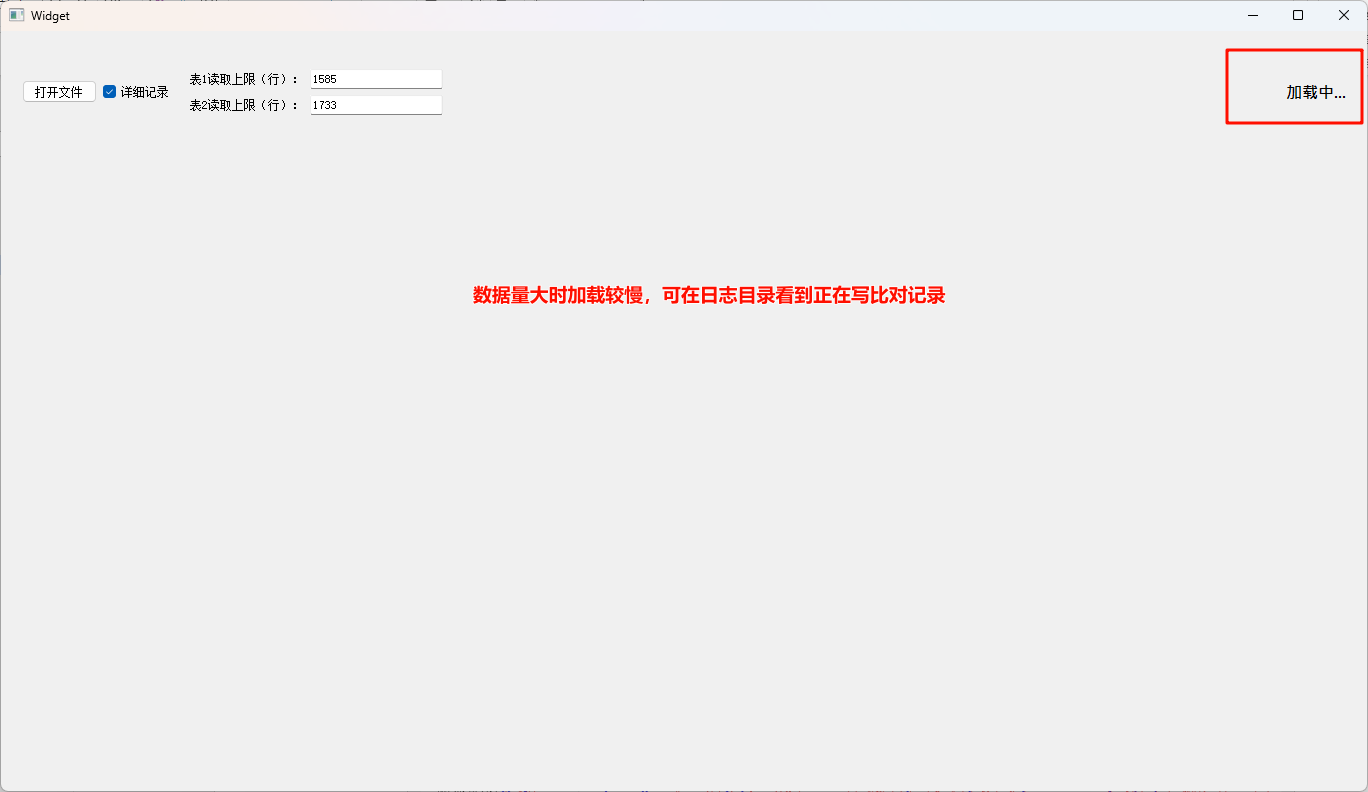 Widget
打开文件
详细记录
表1读取上限（行）： 1585
表2读取上限（行）： 1733
加载中...
数据量大时加载较慢，可在日志目录看到正在写比对记录